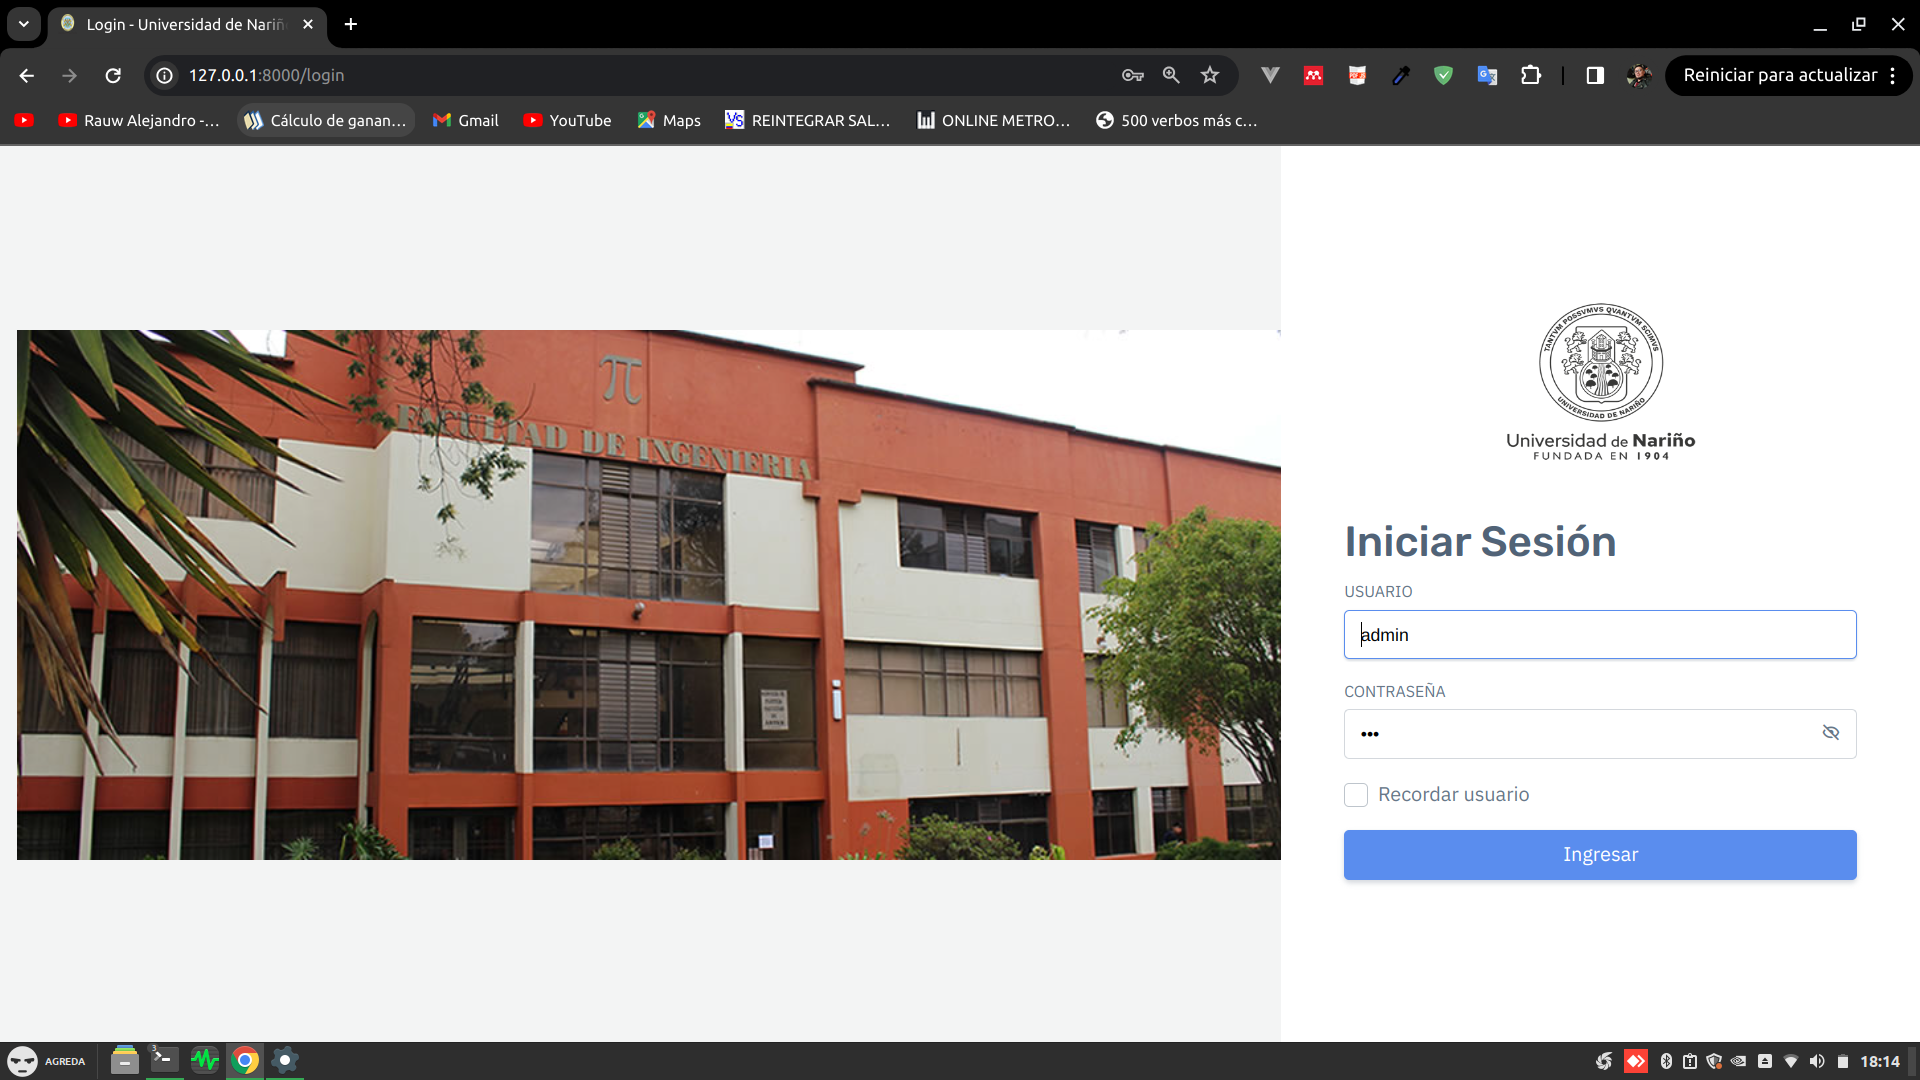 Login - Universidad de Nariñ
127.0.0.1:8000/login
Reiniciar para actualizar
Rauw Alejandro -...
Cálculo de ganan...
Gmail
YouTube
Maps
VS
REINTEGRAR SAL...
ONLINE METRO...
500 verbos más c...
π
FACULTAD DE INGENIERIA
TANTVM POSSVMVS QVANTVM SCIMVS
UNIVERSIDAD DE NARIÑO
Universidad de Nariño
FUNDADA EN 1904
Iniciar Sesión
USUARIO
admin
CONTRASEÑA
•••
Recordar usuario
Ingresar
AGREDA
3
18:14